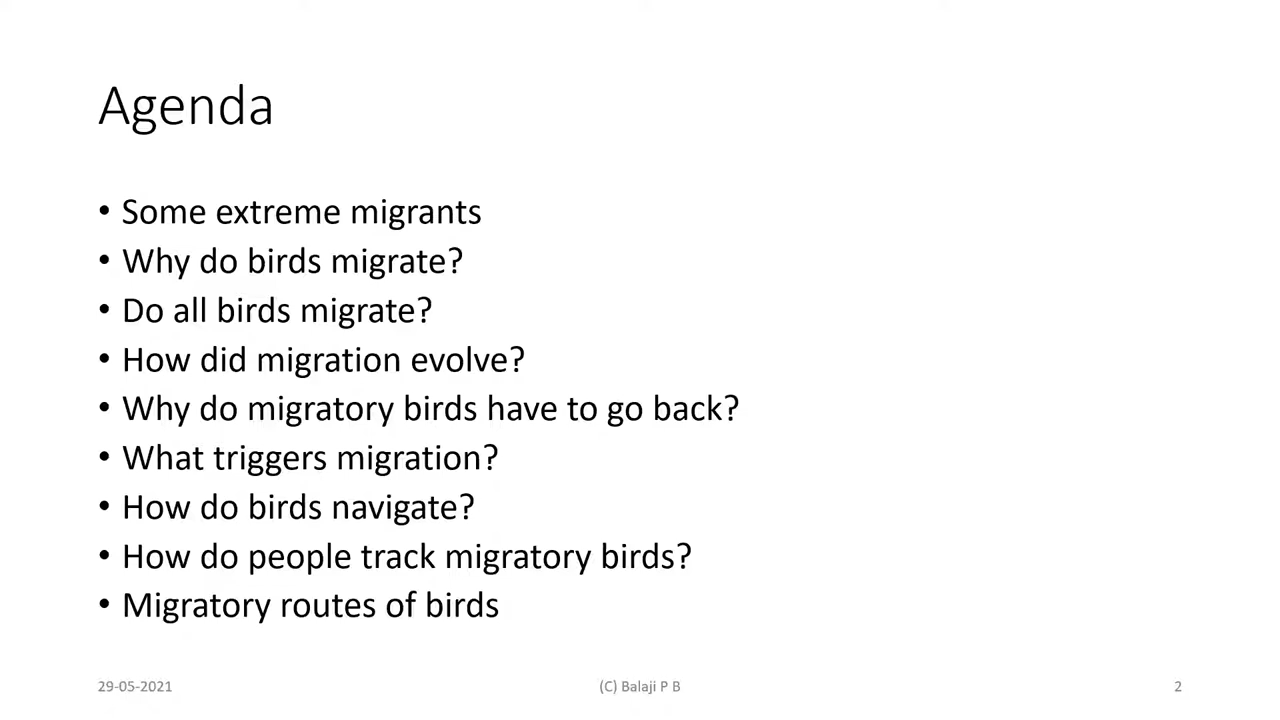 Agenda
• Some extreme migrants
• Why do birds migrate?
• Do all birds migrate?
• How did migration evolve?
• Why do migratory birds have to go back?
• What triggers migration?
• How do birds navigate?
• How do people track migratory birds?
• Migratory routes of birds
29-05-2021 (C) Balaji P B 2